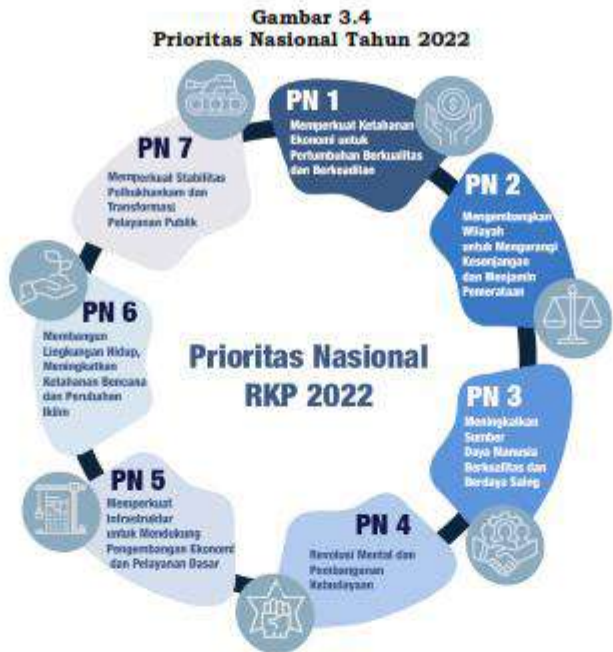 Gambar 3.4
Prioritas Nasional Tahun 2022
PN 1
Memperkuat Ketahanan
Ekonomi untuk
Pertumbuhan Berkualitas
dan Berkeadilan
PN 2
Mengembangkan
Wilayah
untuk Mengurangi
Kesenjangan
dan Menjamin
Pemerataan
PN 3
Meningkatkan
Sumber
Daya Manusia
Berkualitas dan
Berdaya Saing
PN 4
Revolusi Mental dan
Pembangunan
Kebudayaan
PN 5
Memperkuat
Infrastruktur
untuk Mendukung
Pengembangan Ekonomi
dan Pelayanan Dasar
PN 6
Membangun
Lingkungan Hidup,
Meningkatkan
Ketahanan Bencana
dan Perubahan
Iklim
PN 7
Memperkuat Stabilitas
Polhukhankam dan
Transformasi
Pelayanan Publik
Prioritas Nasional
RKP 2022